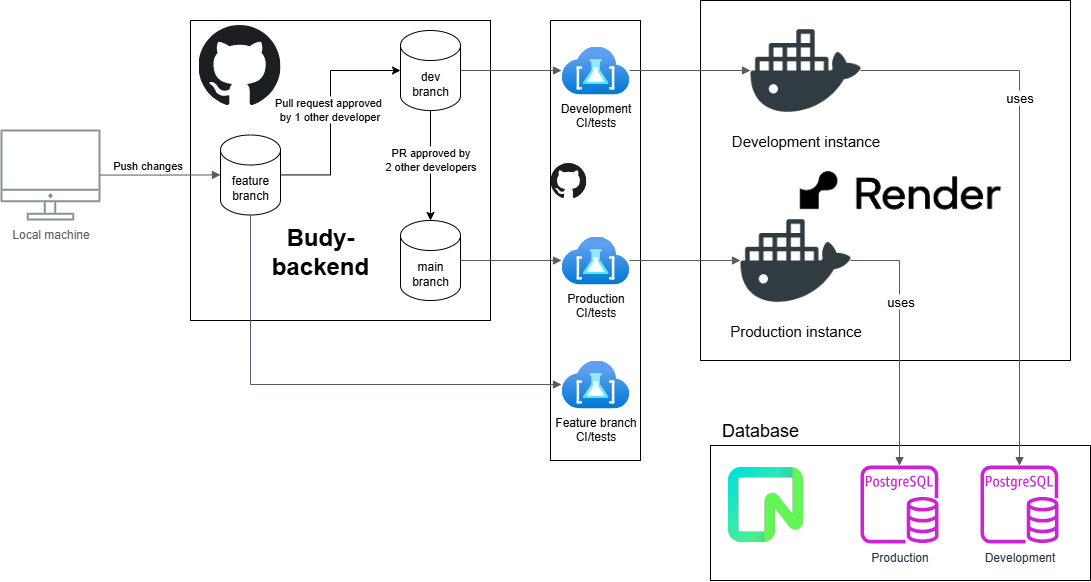 Local machine
Push changes
feature
branch
Pull request approved
by 1 other developer
dev
branch
PR approved by
2 other developers
Budy-
backend
main
branch
Development
CI/tests
Production
CI/tests
Feature branch
CI/tests
Development instance
uses
Render
Production instance
uses
Database
PostgreSQL
Production
PostgreSQL
Development